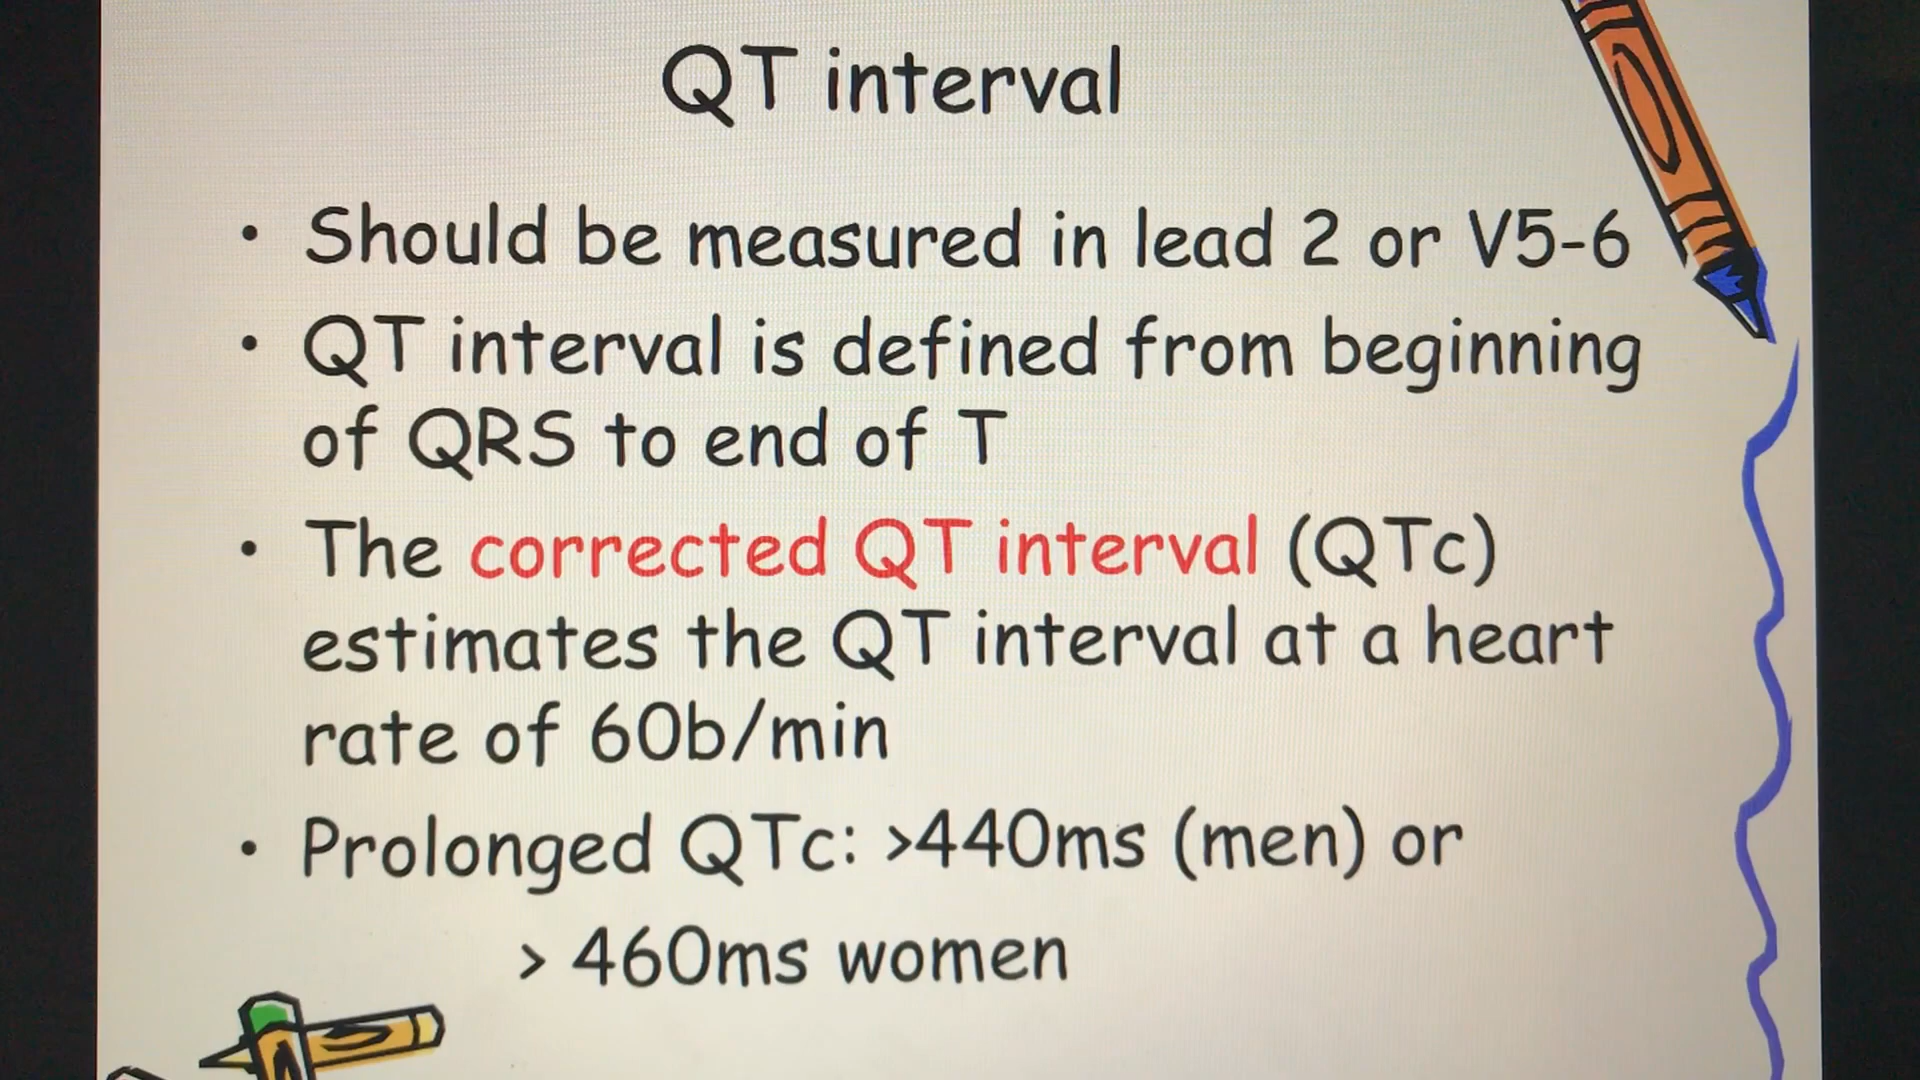 QT interval
• Should be measured in lead 2 or V5-6
• QT interval is defined from beginning
of QRS to end of T
• The corrected QT interval (QTc)
estimates the QT interval at a heart
rate of 60b/min
• Prolonged QTc: >440ms (men) or
> 460ms women